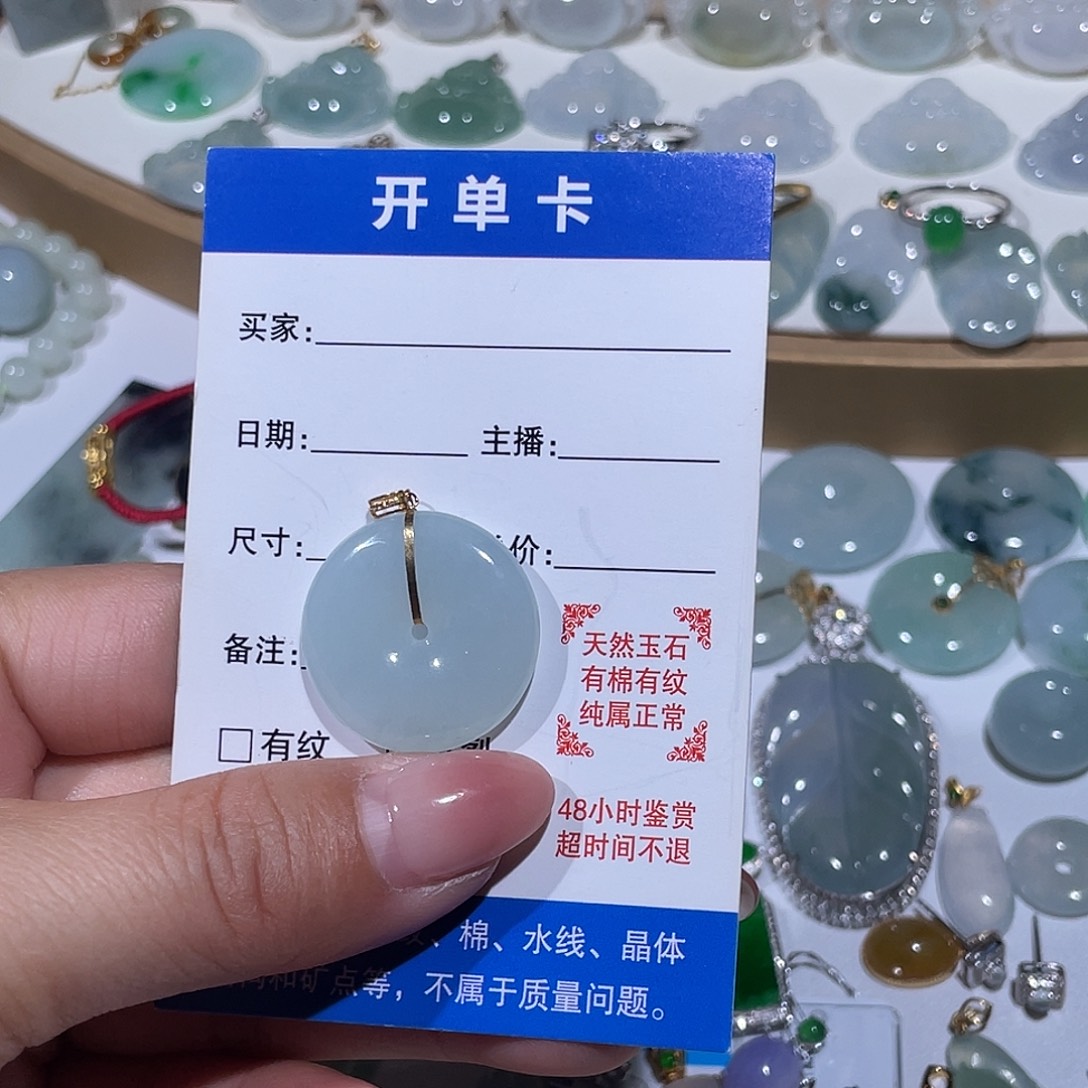 开单卡
买家:
日期: 主播:
尺寸: 价:
备注:
天然玉石
有棉有纹
纯属正常
□有纹
48小时鉴赏
超时间不退
、棉、水线、晶体
和矿点等，不属于质量问题。